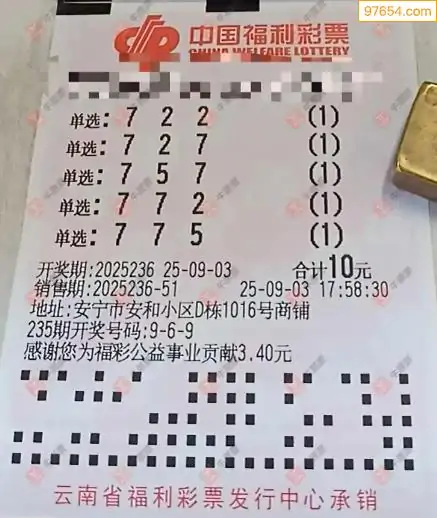 97654.com
中国福利彩票
CHINA WELFARE LOTTERY
单选: 7 2 2 (1)
单选: 7 2 7 (1)
单选: 7 5 7 (1)
单选: 7 7 2 (1)
单选: 7 7 5 (1)
开奖期:2025236 25-09-03 合计10元
销售期:2025236-51 25-09-03 17:58:30
地址:安宁市安和小区D栋1016号商铺
235期开奖号码:9-6-9
感谢您为福彩公益事业贡献3.40元
云南省福利彩票发行中心承销